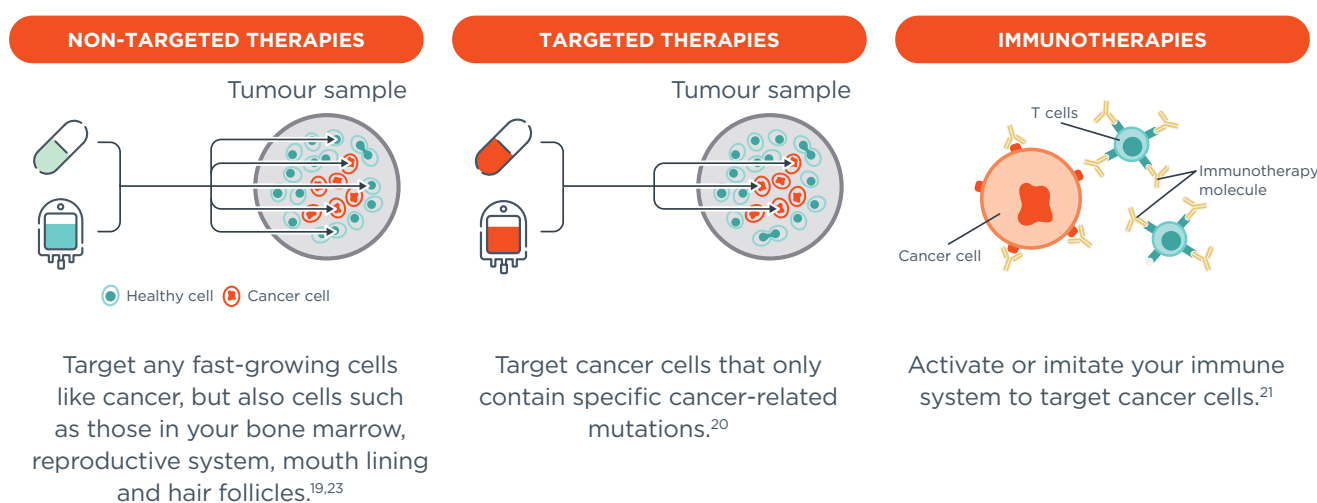 NON-TARGETED THERAPIES
Tumour sample
Healthy cell
Cancer cell
Target any fast-growing cells
like cancer, but also cells such
as those in your bone marrow,
reproductive system, mouth lining
and hair follicles.19,23
TARGETED THERAPIES
Tumour sample
Target cancer cells that only
contain specific cancer-related
mutations.20
IMMUNOTHERAPIES
T cells
Immunotherapy
molecule
Cancer cell
Activate or imitate your immune
system to target cancer cells.21